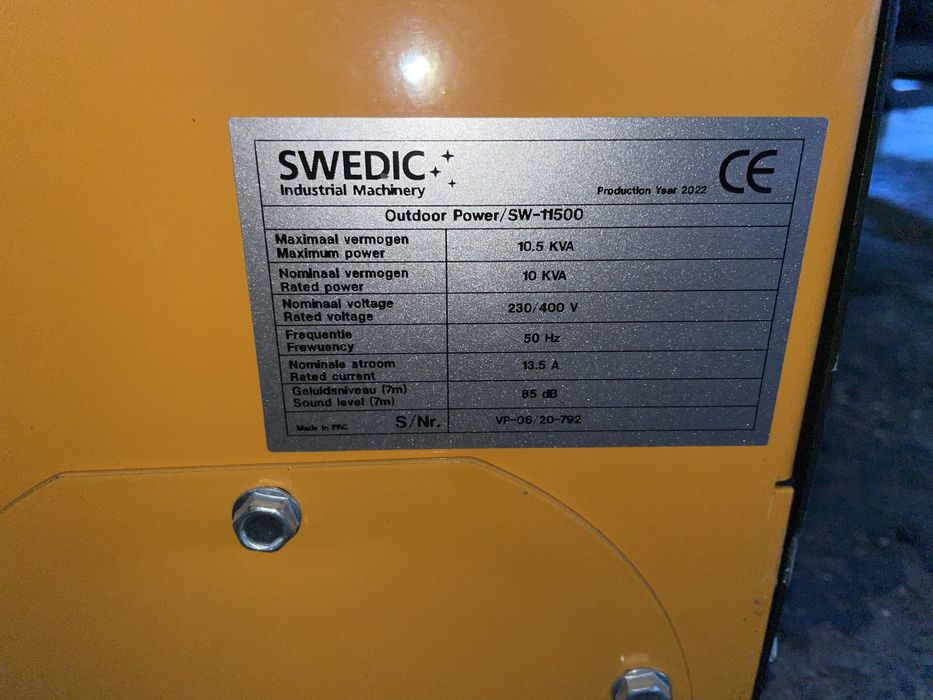 SWEDIC
Industrial Machinery
Production Year 2022
CE
Outdoor Power/SW-11500
Maximaal vermogen
Maximum power
10.5 KVA
Nominaal vermogen
Rated power
10 KVA
Nominaal voltage
Rated voltage
230/400 V
Frequentie
Frewuency
50 Hz
Nominale stroom
Rated current
13.5 A
Geluidsniveau (7m)
Sound level (7m)
85 dB
Made in PRC
S/Nr.
VP-06/20-792